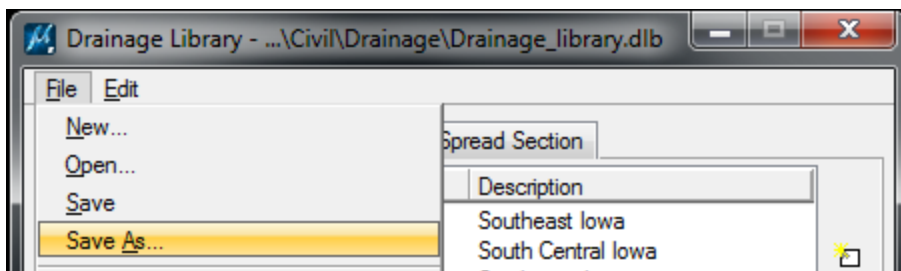 Drainage Library - ...\Civil\Drainage\Drainage_library.dlb
File Edit
New...
Spread Section
Open...
Description
Save
Southeast Iowa
Save As...
South Central Iowa